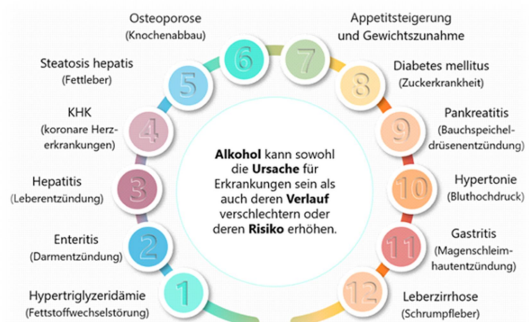 Osteoporose
(Knochenabbau)
6
7
Appetitsteigerung
und Gewichtszunahme
Steatosis hepatis
(Fettleber)
5
8
Diabetes mellitus
(Zuckerkrankheit)
KHK
(koronare Herz-
erkrankungen)
4
9
Pankreatitis
(Bauchspeichel-
drüsenentzündung)
Alkohol kann sowohl
die Ursache für
Erkrankungen sein als
auch deren Verlauf
verschlechtern oder
deren Risiko erhöhen.
Hepatitis
(Leberentzündung)
3
10
Hypertonie
(Bluthochdruck)
Enteritis
(Darmentzündung)
2
11
Gastritis
(Magenschleim-
hautentzündung)
Hypertriglyzeridämie
(Fettstoffwechselstörung)
1
12
Leberzirrhose
(Schrumpfleber)